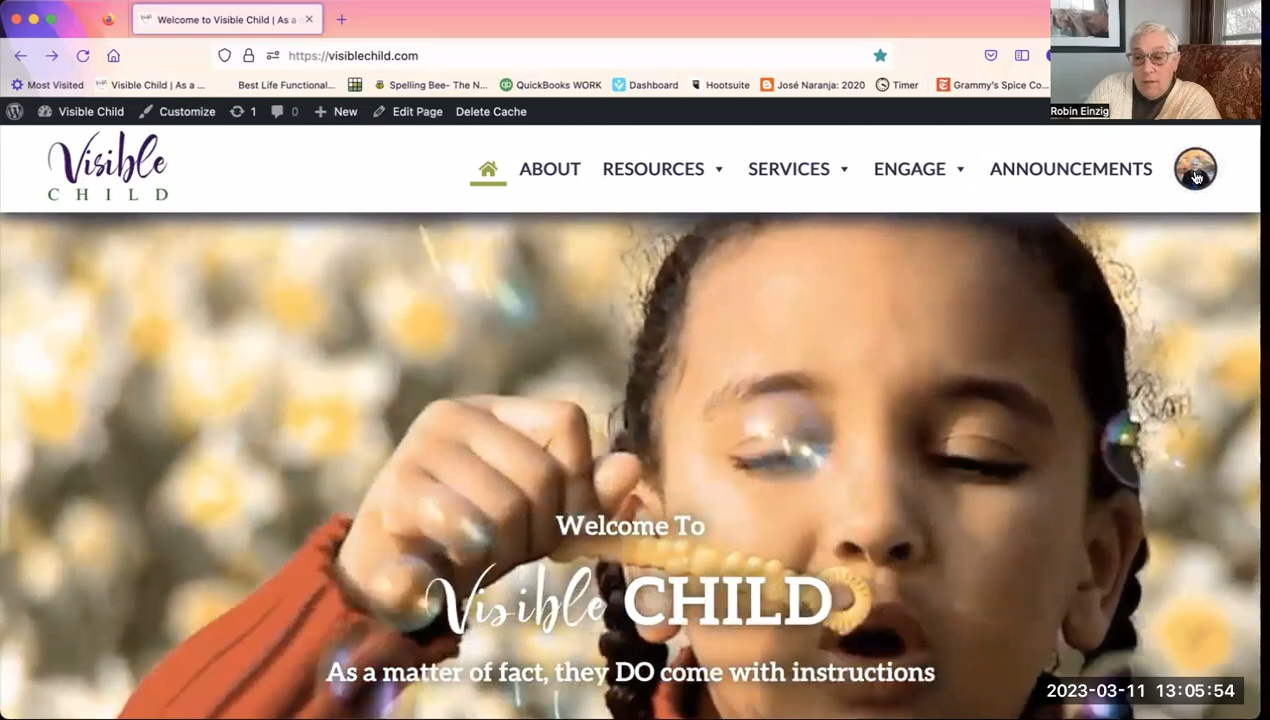 Welcome to Visible Child | As a
https://visiblechild.com
Most Visited Visible Child | As a ... Best Life Functional... Spelling Bee- The N... QuickBooks WORK Dashboard Hootsuite José Naranja: 2020 Timer Grammy's Spice Co...
Robin Einzig
Visible Child Customize 1 0 New Edit Page Delete Cache
Visible
CHILD
ABOUT RESOURCES SERVICES ENGAGE ANNOUNCEMENTS
Welcome To
Visible CHILD
As a matter of fact, they DO come with instructions
2023-03-11 13:05:54